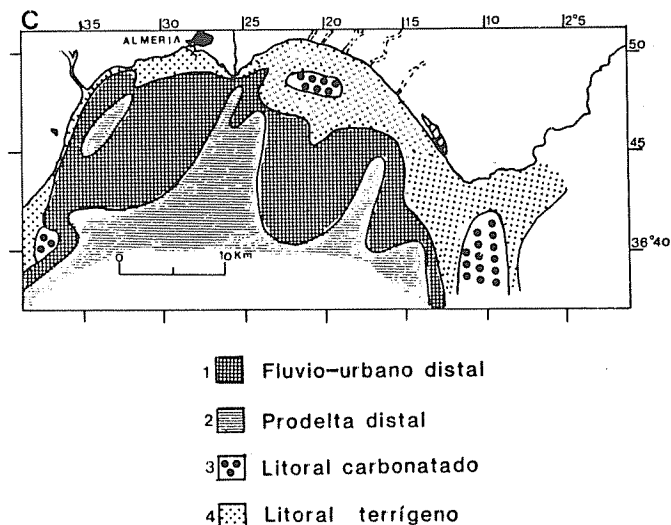 C
35 30 25 20 15 10 2°5
ALMERIA
50
45
36°40
0 10 Km
1 Fluvio-urbano distal
2 Prodelta distal
3 Litoral carbonatado
4 Litoral terrígeno